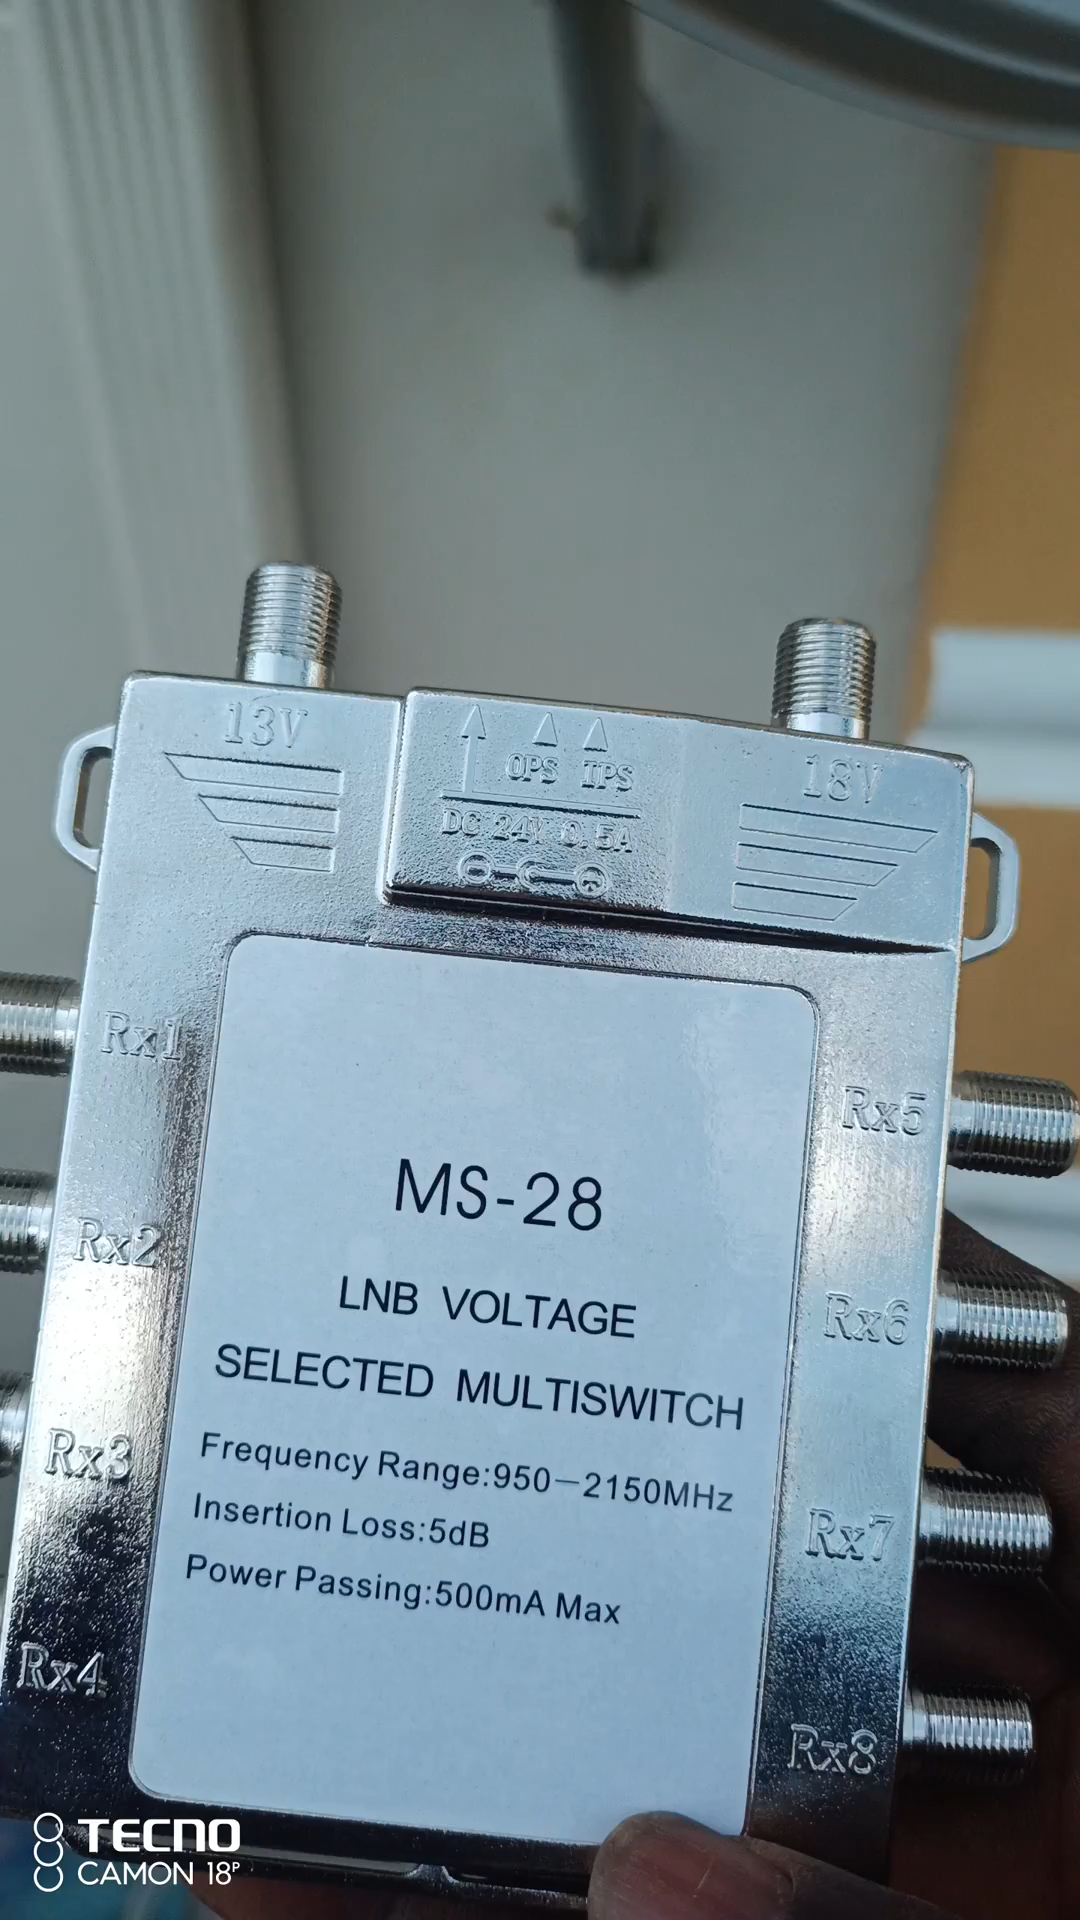 13V
OPS IPS
18V
DC 24V 0.5A
Rx1
Rx5
MS-28
Rx2
LNB VOLTAGE
Rx6
SELECTED MULTISWITCH
Rx3
Frequency Range:950-2150MHz
Insertion Loss:5dB
Rx7
Power Passing:500mA Max
Rx4
Rx8
TECNO
CAMON 18P